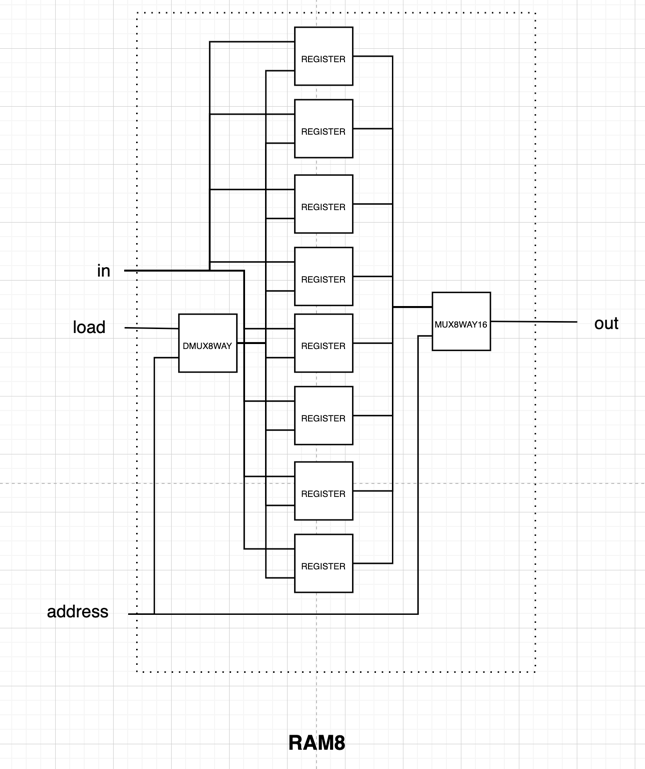 REGISTER
REGISTER
REGISTER
in
REGISTER
load
DMUX8WAY
REGISTER
MUX8WAY16
out
REGISTER
REGISTER
REGISTER
address
RAM8